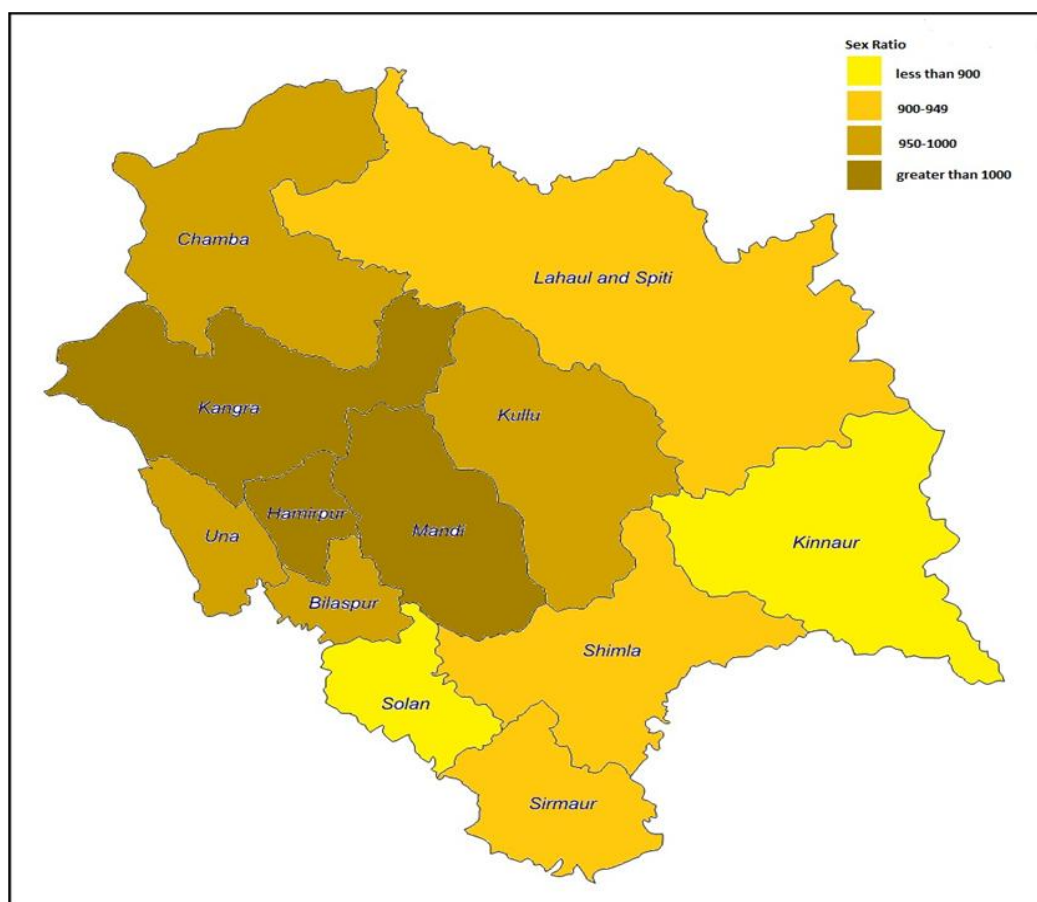 Sex Ratio
less than 900
900-949
950-1000
greater than 1000
Chamba
Lahaul and Spiti
Kangra
Kullu
Hamirpur
Una
Mandi
Kinnaur
Bilaspur
Shimla
Solan
Sirmaur